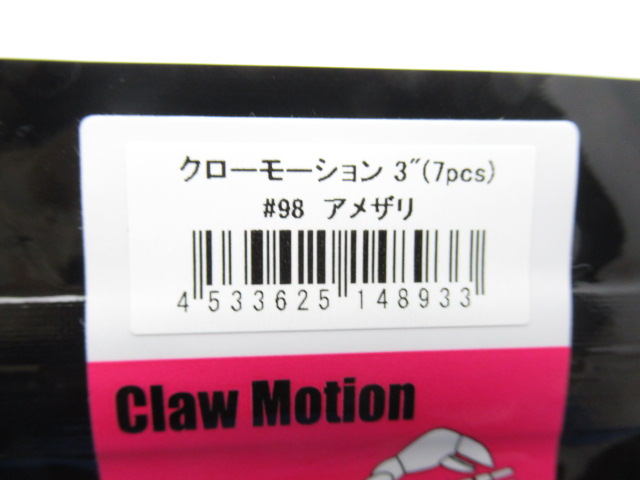 クローモーション 3"(7pcs)
#98 アメザリ
4 533625 148933
Claw Motion